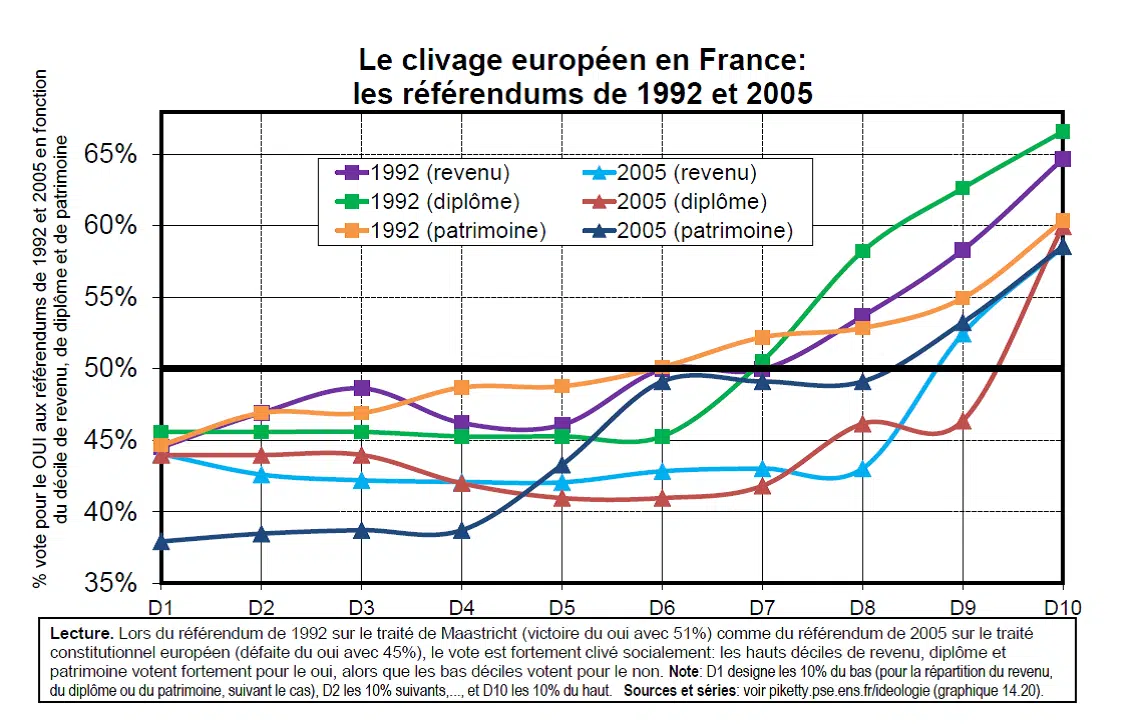 Le clivage européen en France:
les référendums de 1992 et 2005
% vote pour le OUI aux référendums de 1992 et 2005 en fonction
du décile de revenu, de diplôme et de patrimoine
65%
60%
55%
50%
45%
40%
35%
1992 (revenu)
2005 (revenu)
1992 (diplôme)
2005 (diplôme)
1992 (patrimoine)
2005 (patrimoine)
D1 D2 D3 D4 D5 D6 D7 D8 D9 D10
Lecture. Lors du référendum de 1992 sur le traité de Maastricht (victoire du oui avec 51%) comme du référendum de 2005 sur le traité
constitutionnel européen (défaite du oui avec 45%), le vote est fortement clivé socialement: les hauts déciles de revenu, diplôme et
patrimoine votent fortement pour le oui, alors que les bas déciles votent pour le non. Note: D1 designe les 10% du bas (pour la répartition du revenu,
du diplôme ou du patrimoine, suivant le cas), D2 les 10% suivants,..., et D10 les 10% du haut. Sources et séries: voir piketty.pse.ens.fr/ideologie (graphique 14.20).